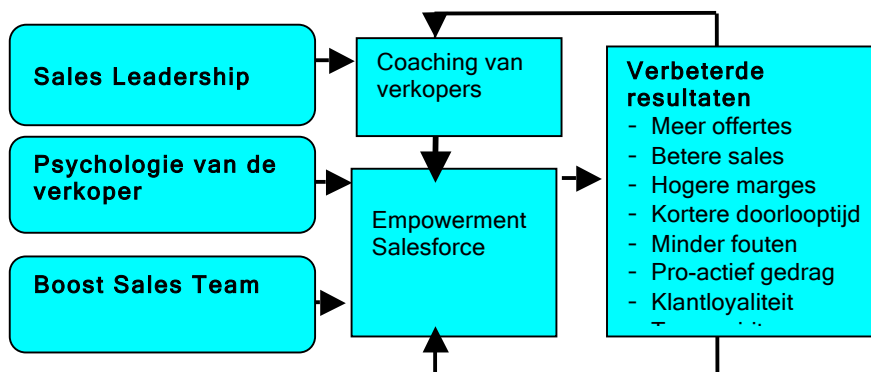 Sales Leadership
Psychologie van de
verkoper
Boost Sales Team
Coaching van
verkopers
Empowerment
Salesforce
Verbeterde
resultaten
- Meer offertes
- Betere sales
- Hogere marges
- Kortere doorlooptijd
- Minder fouten
- Pro-actief gedrag
- Klantloyaliteit